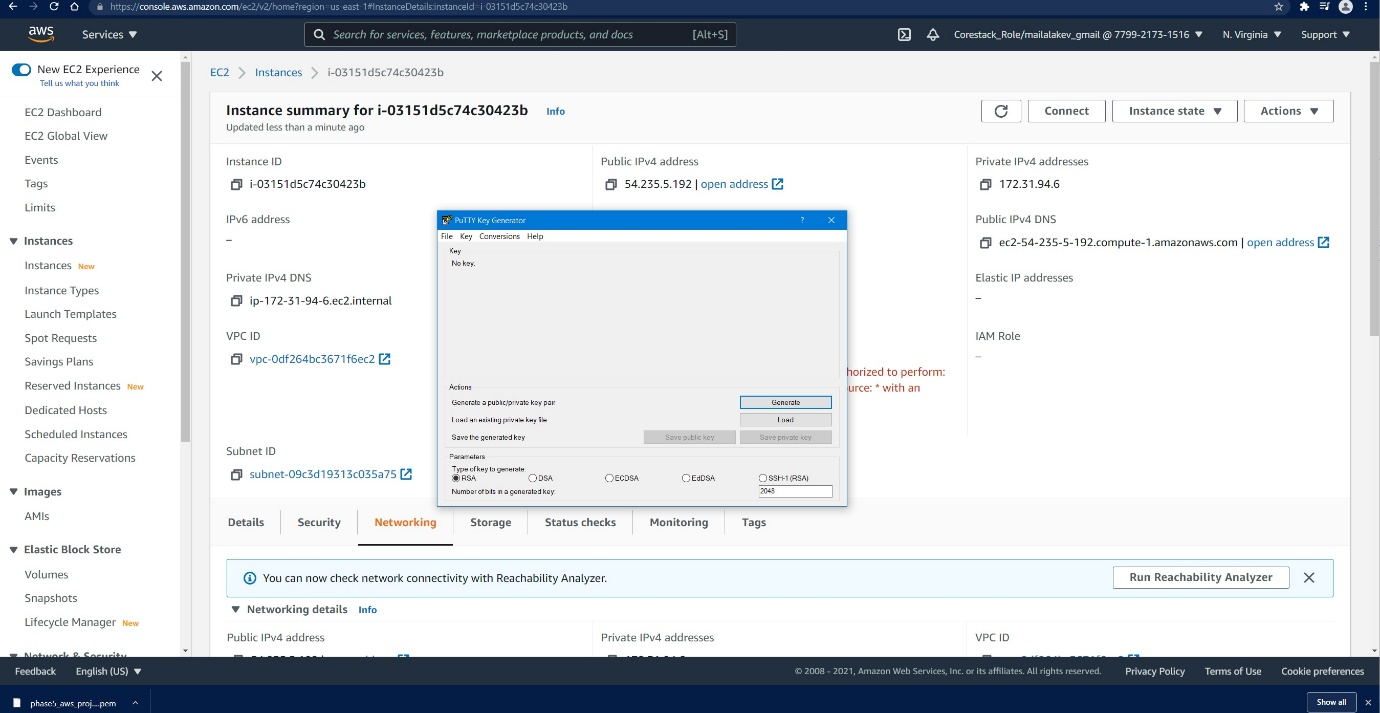 https://console.aws.amazon.com/ec2/v2/home?region=us-east-1#InstanceDetails:instanceId=i-03151d5c74c30423b
aws
Services
Search for services, features, marketplace products, and docs [Alt+S]
Corestack_Role/mailalakev_gmail @ 7799-2173-1516
N. Virginia
Support
New EC2 Experience
Tell us what you think
EC2 Dashboard
EC2 Global View
Events
Tags
Limits
Instances
Instances New
Instance Types
Launch Templates
Spot Requests
Savings Plans
Reserved Instances New
Dedicated Hosts
Scheduled Instances
Capacity Reservations
Images
AMIs
Elastic Block Store
Volumes
Snapshots
Lifecycle Manager New
Network & Security
EC2 > Instances > i-03151d5c74c30423b
Instance summary for i-03151d5c74c30423b Info
Updated less than a minute ago
Connect
Instance state
Actions
Instance ID
i-03151d5c74c30423b
Public IPv4 address
54.235.5.192 | open address
Private IPv4 addresses
172.31.94.6
IPv6 address
–
Public IPv4 DNS
ec2-54-235-5-192.compute-1.amazonaws.com | open address
Private IPv4 DNS
ip-172-31-94-6.ec2.internal
Elastic IP addresses
–
VPC ID
vpc-0df264bc3671f6ec2
IAM Role
–
horized to perform:
urce: * with an
Subnet ID
subnet-09c3d19313c035a75
PuTTY Key Generator
? ×
File Key Conversions Help
Key
No key.
Actions
Generate a public/private key pair
Generate
Load an existing private key file
Load
Save the generated key
Save public key
Save private key
Parameters
Type of key to generate:
RSA DSA ECDSA EdDSA SSH-1 (RSA)
Number of bits in a generated key:
2048
Details
Security
Networking
Storage
Status checks
Monitoring
Tags
You can now check network connectivity with Reachability Analyzer.
Run Reachability Analyzer
Networking details Info
Public IPv4 address
Private IPv4 addresses
VPC ID
Feedback
English (US)
© 2008 - 2021, Amazon Web Services, Inc. or its affiliates. All rights reserved.
Privacy Policy
Terms of Use
Cookie preferences
phase5_aws_proj....pem
Show all